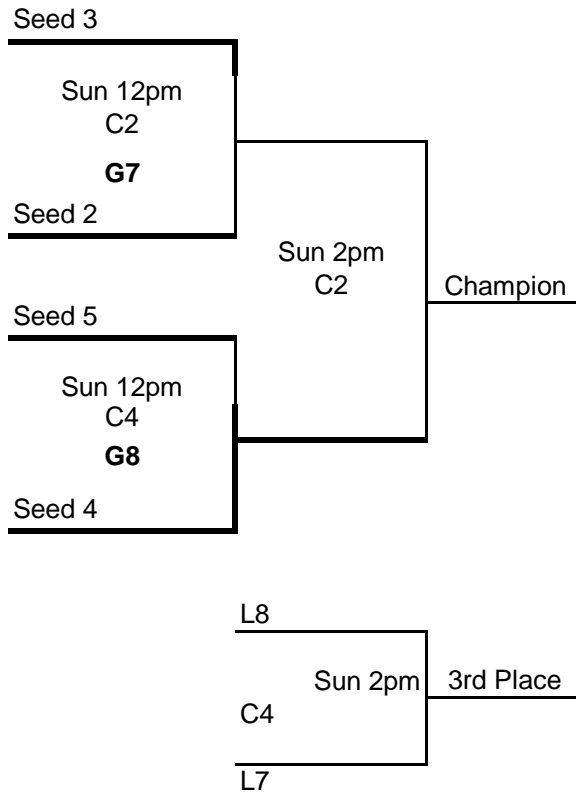 Seed 3
Sun 12pm
C2
G7
Seed 2
Sun 2pm
C2
Champion
Seed 5
Sun 12pm
C4
G8
Seed 4
L8
Sun 2pm
3rd Place
C4
L7